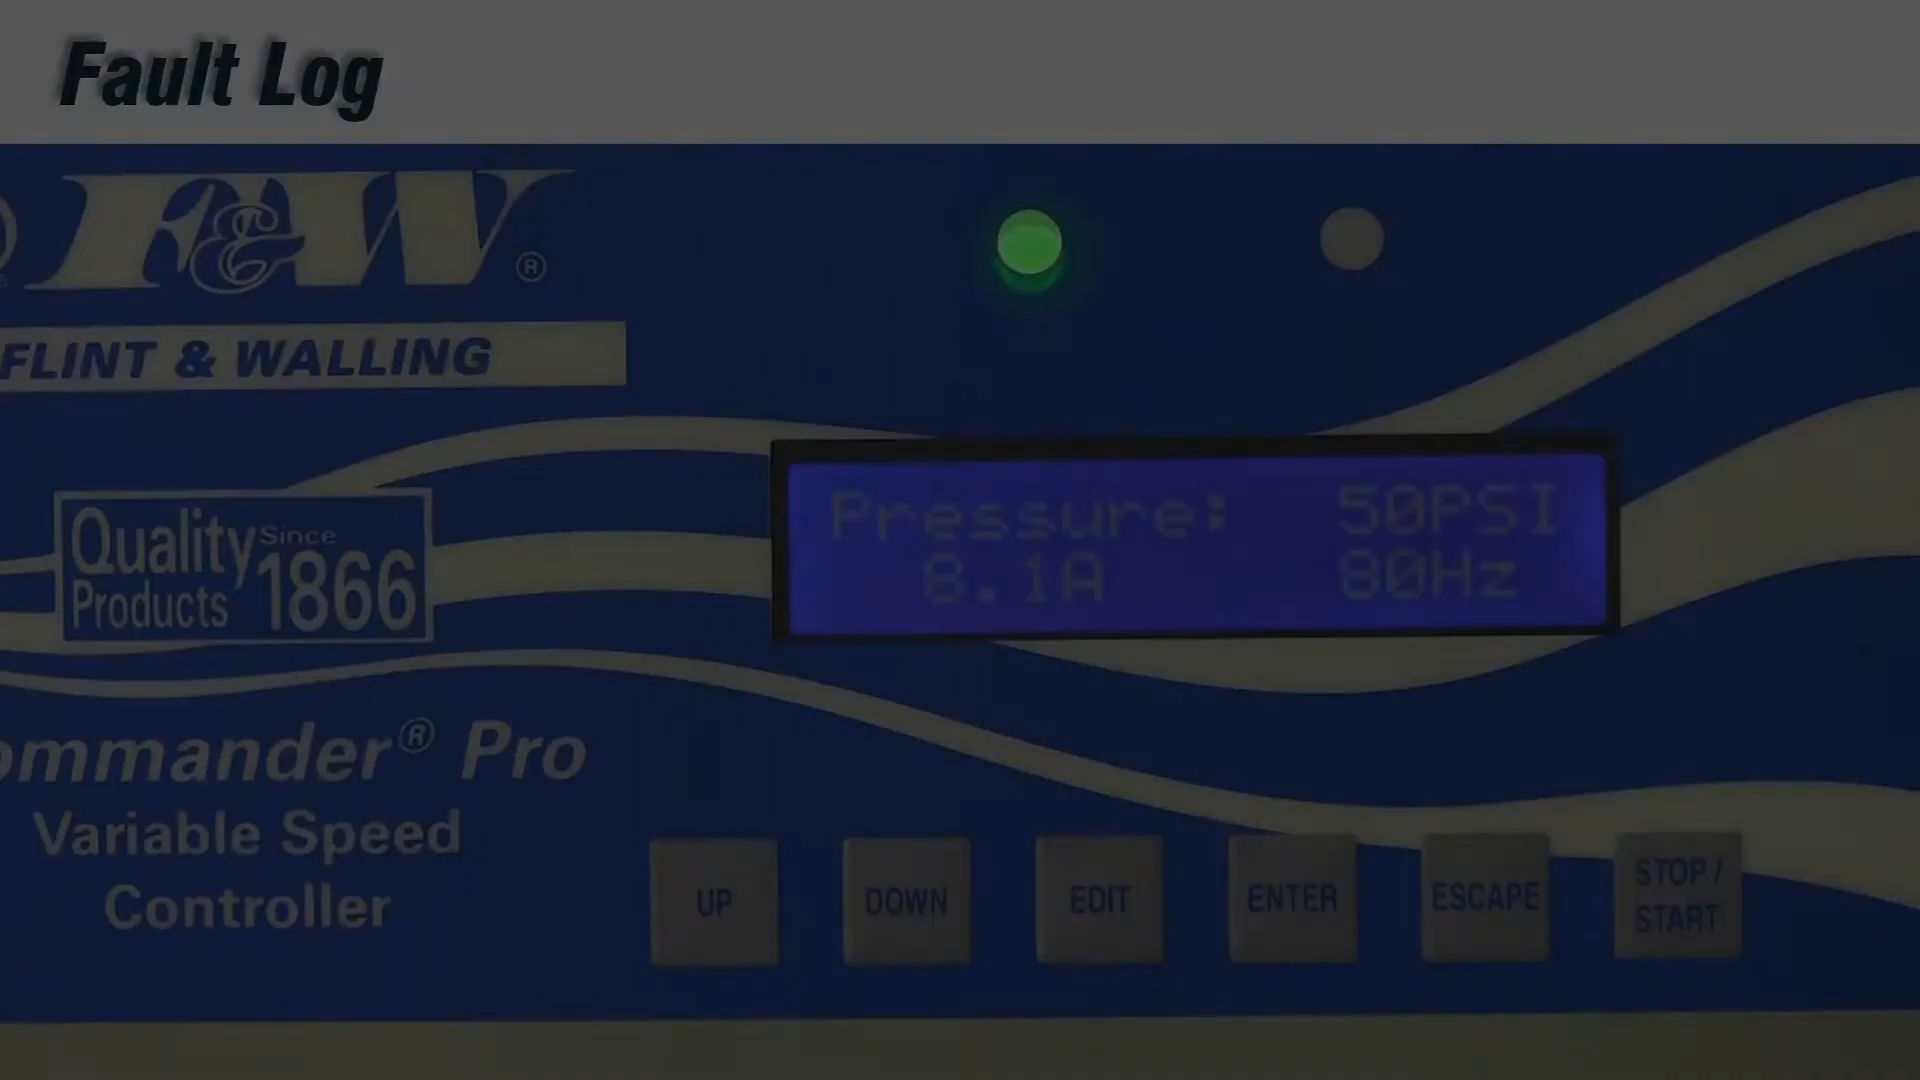 Fault Log
F&W®
FLINT & WALLING
Quality Since
Products 1866
Pressure: 50PSI
8.1A 80Hz
ommander® Pro
Variable Speed
Controller
UP DOWN EDIT ENTER ESCAPE STOP /
START